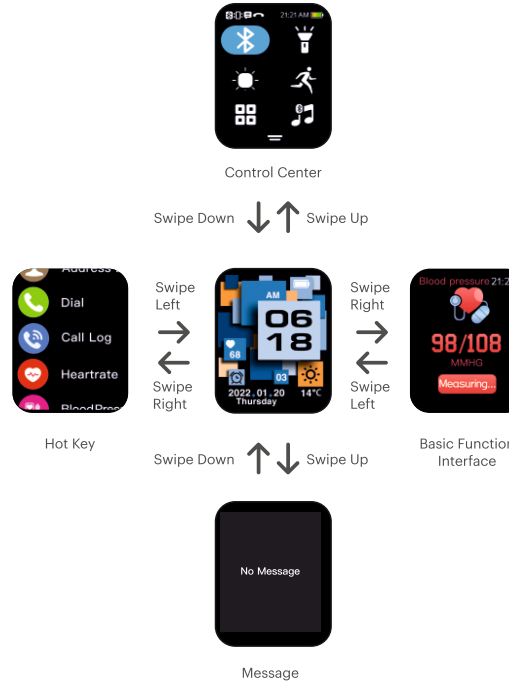 21:21 AM
Control Center
Swipe Down
Swipe Up
Dial
Call Log
Heartrate
Hot Key
Swipe
Left
Swipe
Right
AM
06
18
68
03
2022.01.20
14°C
Thursday
Swipe
Right
Swipe
Left
Blood pressure 21:2
98/108
MMHG
Measuring...
Basic Function
Interface
Swipe Down
Swipe Up
No Message
Message